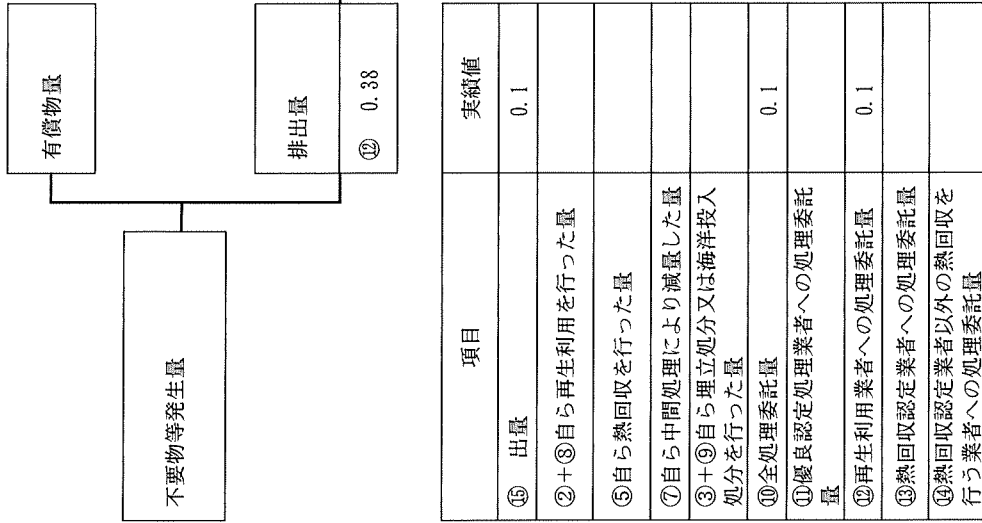 有償物量
不要物等発生量
排出量
⑫ 0.38
項目 実績値
⑮ 出量 0.1
②+⑧自ら再生利用を行った量
⑤自ら熱回収を行った量
⑦自ら中間処理により減量した量
③+⑨自ら埋立処分又は海洋投入
処分を行った量
⑩全処理委託量 0.1
⑪優良認定処理業者への処理委託
量
⑫再生利用業者への処理委託量 0.1
⑬熱回収認定業者への処理委託量
⑭熱回収認定業者以外の熱回収を
行う業者への処理委託量